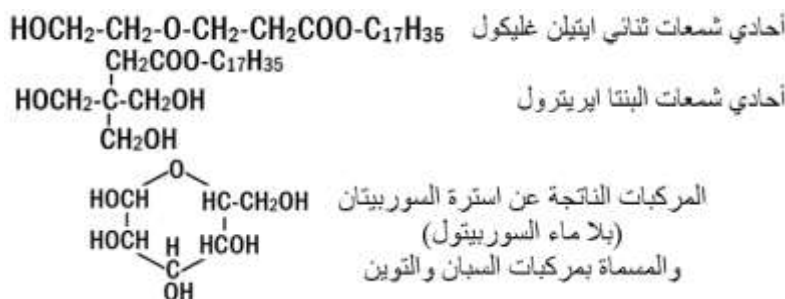 HOCH₂-CH₂-O-CH₂-CH₂COO-C₁₇H₃₅ أحادي شمعات ثنائي ايتيلن غليكول
CH₂COO-C₁₇H₃₅
HOCH₂-C-CH₂OH أحادي شمعات البنتا ايريترول
CH₂OH
O
HOCH HC-CH₂OH المركبات الناتجة عن استرة السوربيتان
HOCH H HCOH (بلا ماء السوربيتول)
C والمسماة بمركبات السبان والتوين
OH